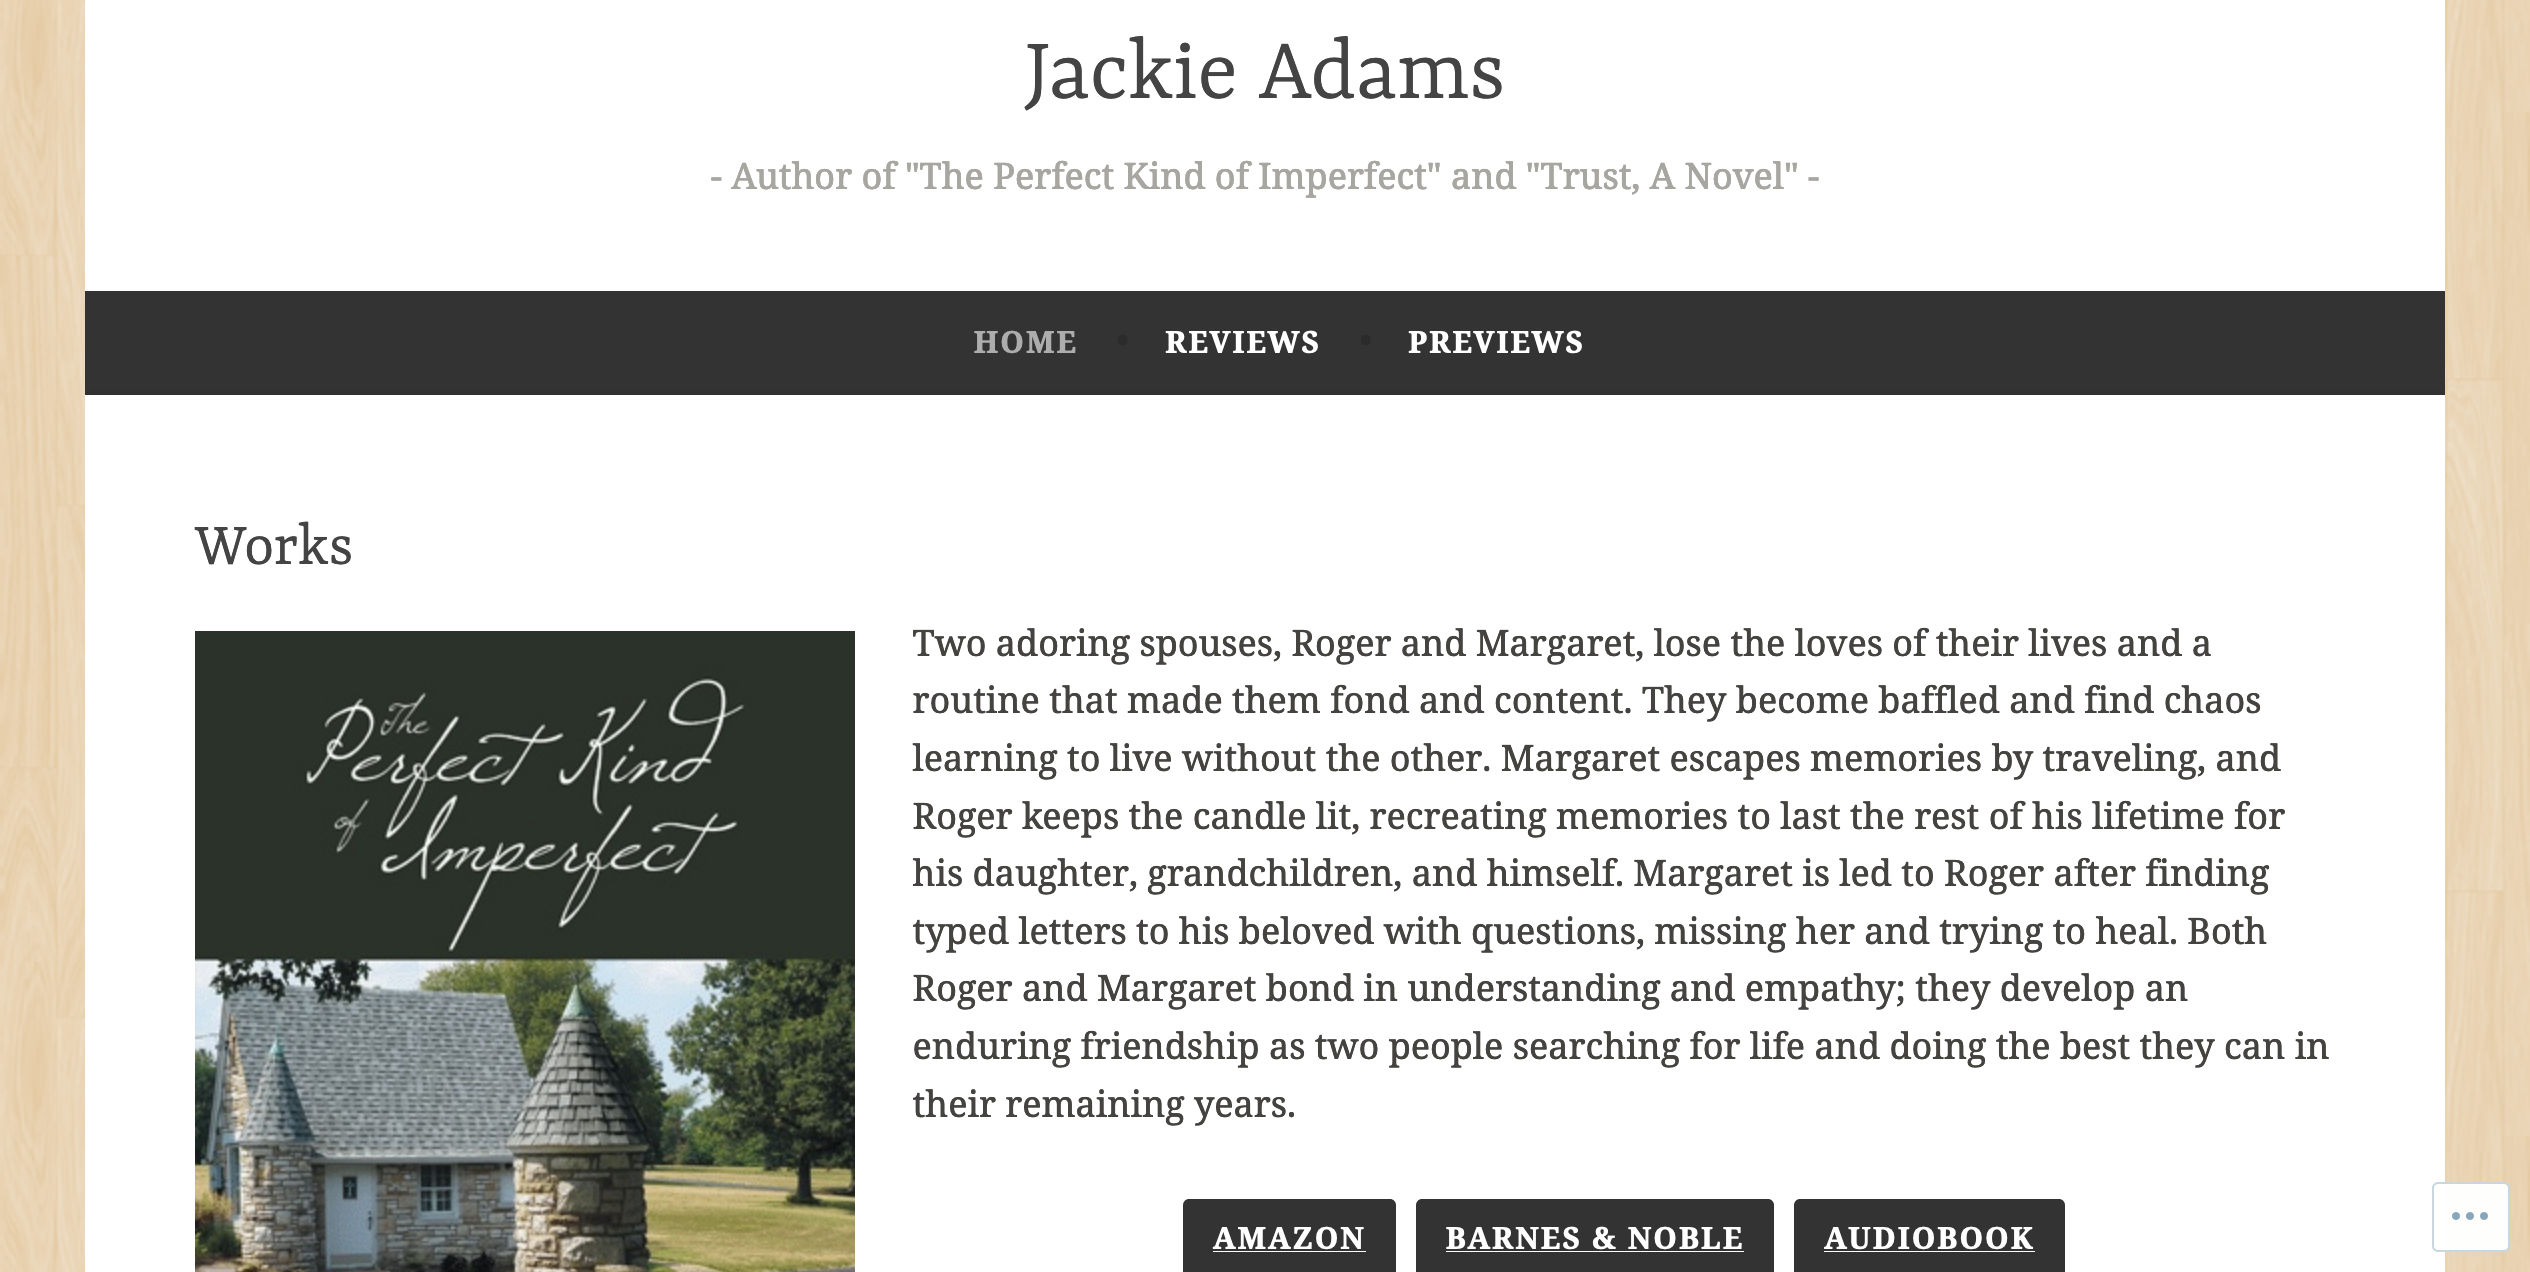 Jackie Adams
- Author of "The Perfect Kind of Imperfect" and "Trust, A Novel" -
HOME • REVIEWS • PREVIEWS
Works
The
Perfect Kind
of
Imperfect
Two adoring spouses, Roger and Margaret, lose the loves of their lives and a
routine that made them fond and content. They become baffled and find chaos
learning to live without the other. Margaret escapes memories by traveling, and
Roger keeps the candle lit, recreating memories to last the rest of his lifetime for
his daughter, grandchildren, and himself. Margaret is led to Roger after finding
typed letters to his beloved with questions, missing her and trying to heal. Both
Roger and Margaret bond in understanding and empathy; they develop an
enduring friendship as two people searching for life and doing the best they can in
their remaining years.
AMAZON BARNES & NOBLE AUDIOBOOK